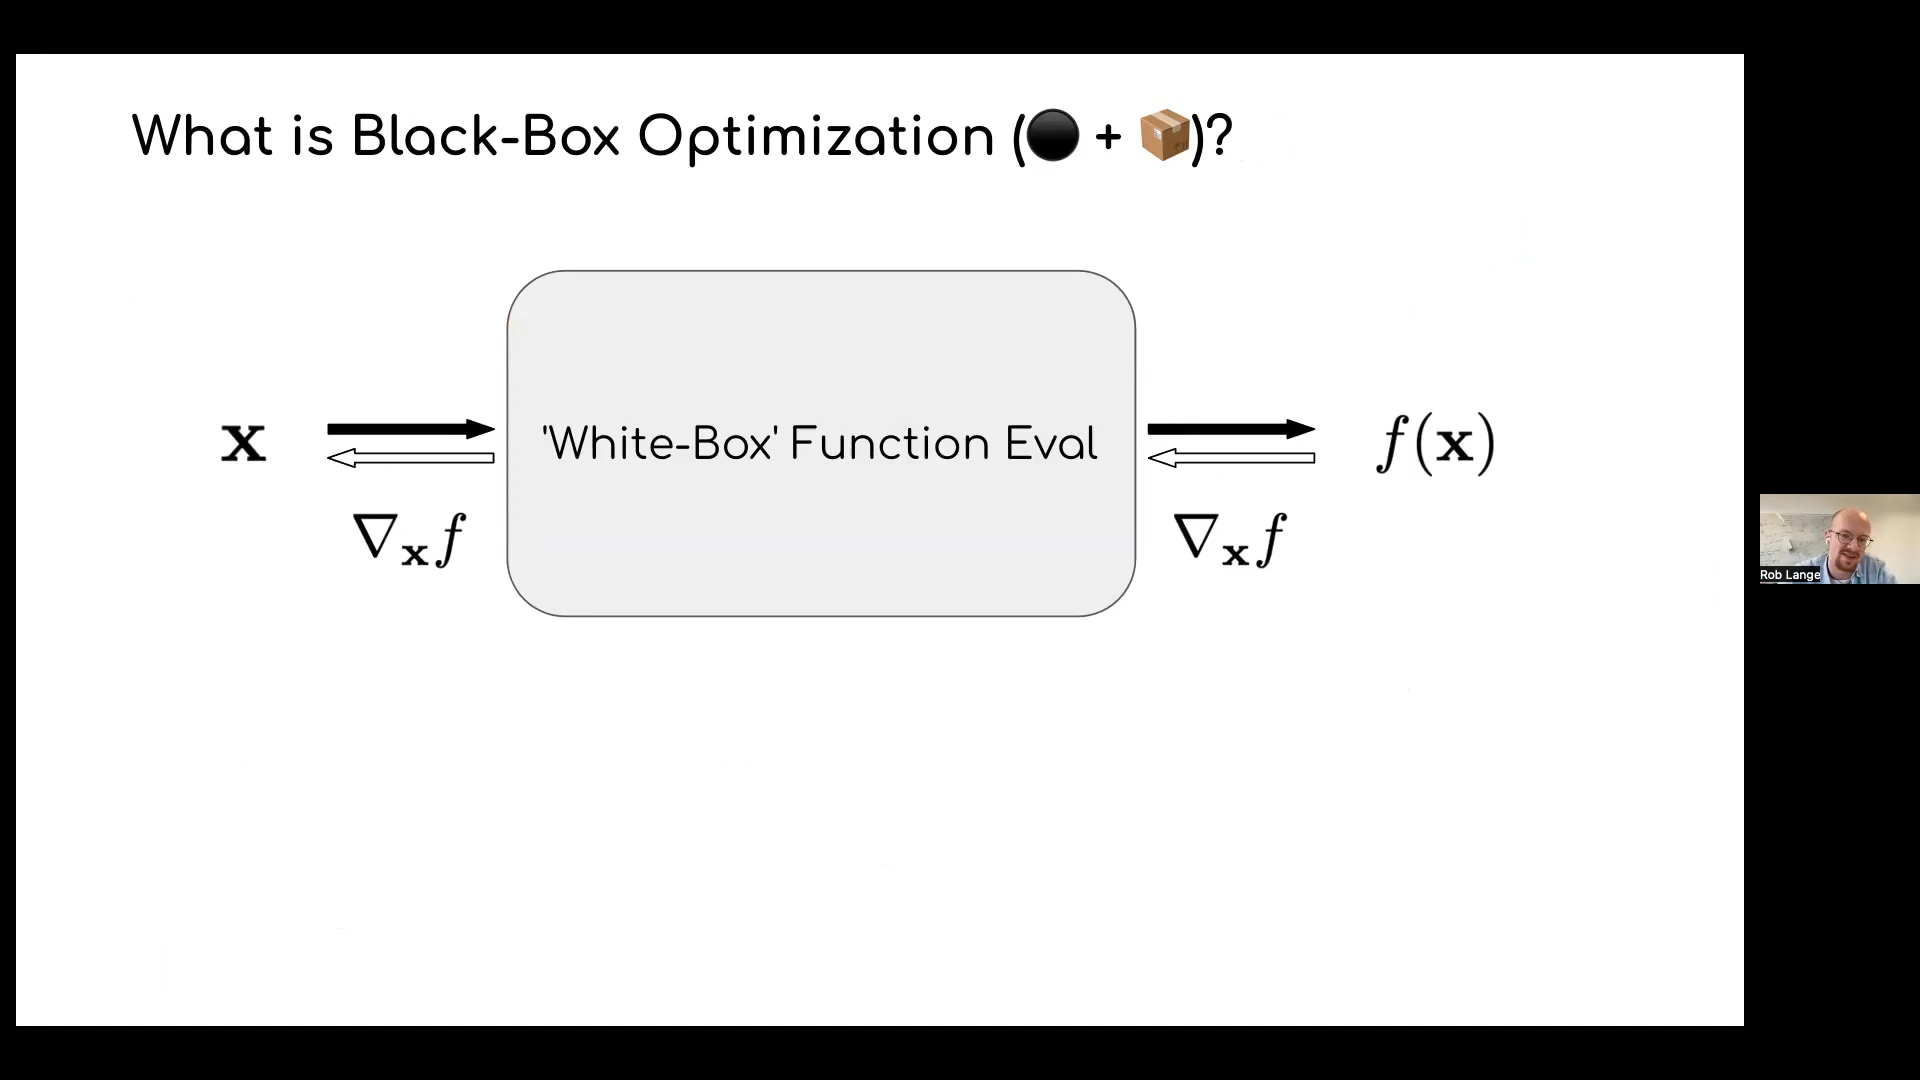 What is Black-Box Optimization (⚫ + 📦)?
x 'White-Box' Function Eval f(x)
∇ₓf ∇ₓf
Rob Lange